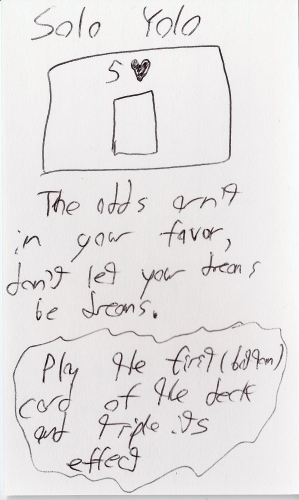 Solo Yolo
5 ♥
The odds arn't
in your favor,
don't let your dreams
be dreams.
Play the first (bottom)
card of the deck
and triple its
effect